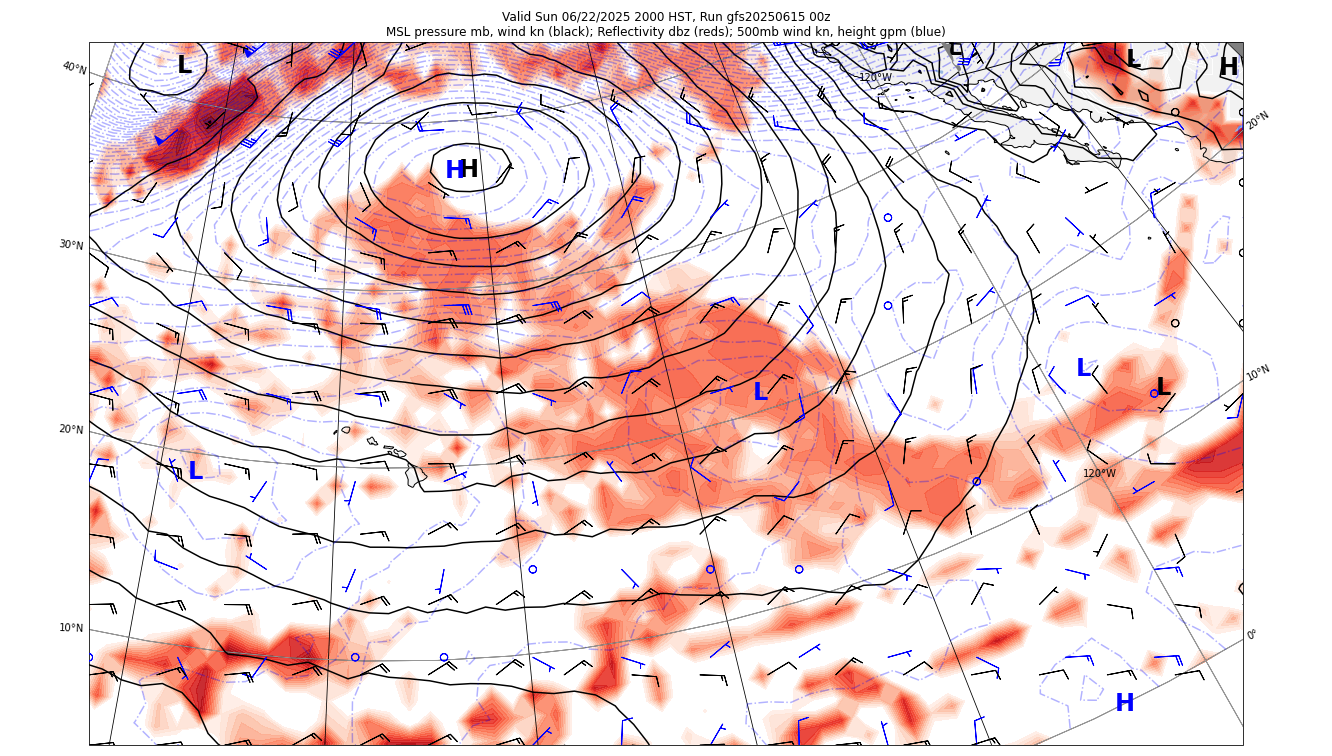 Valid Sun 06/22/2025 2000 HST, Run gfs20250615 00z
MSL pressure mb, wind kn (black); Reflectivity dbz (reds); 500mb wind kn, height gpm (blue)
L
L
L
H
40°N
120°W
20°N
HH
30°N
L
L
L
10°N
20°N
L
120°W
10°N
0°
H